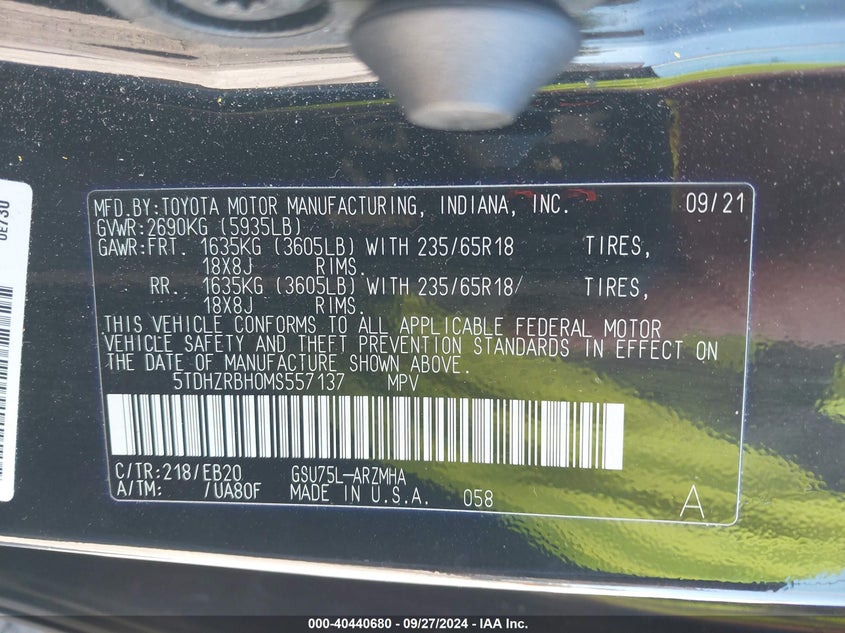 MFD.BY:TOYOTA MOTOR MANUFACTURING, INDIANA, INC. 09/21
GVWR:2690KG (5935LB)
GAWR:FRT. 1635KG (3605LB) WITH 235/65R18 TIRES,
18X8J RIMS.
RR. 1635KG (3605LB) WITH 235/65R18/ TIRES,
18X8J RIMS.
THIS VEHICLE CONFORMS TO ALL APPLICABLE FEDERAL MOTOR
VEHICLE SAFETY AND THEFT PREVENTION STANDARDS IN EFFECT ON
THE DATE OF MANUFACTURE SHOWN ABOVE.
5TDHZRBH0MS557137 MPV
C/TR:218/EB20 GSU75L-ARZMHA
A/TM: /UA80F MADE IN U.S.A. 058 A
000-40440680 - 09/27/2024 - IAA Inc.